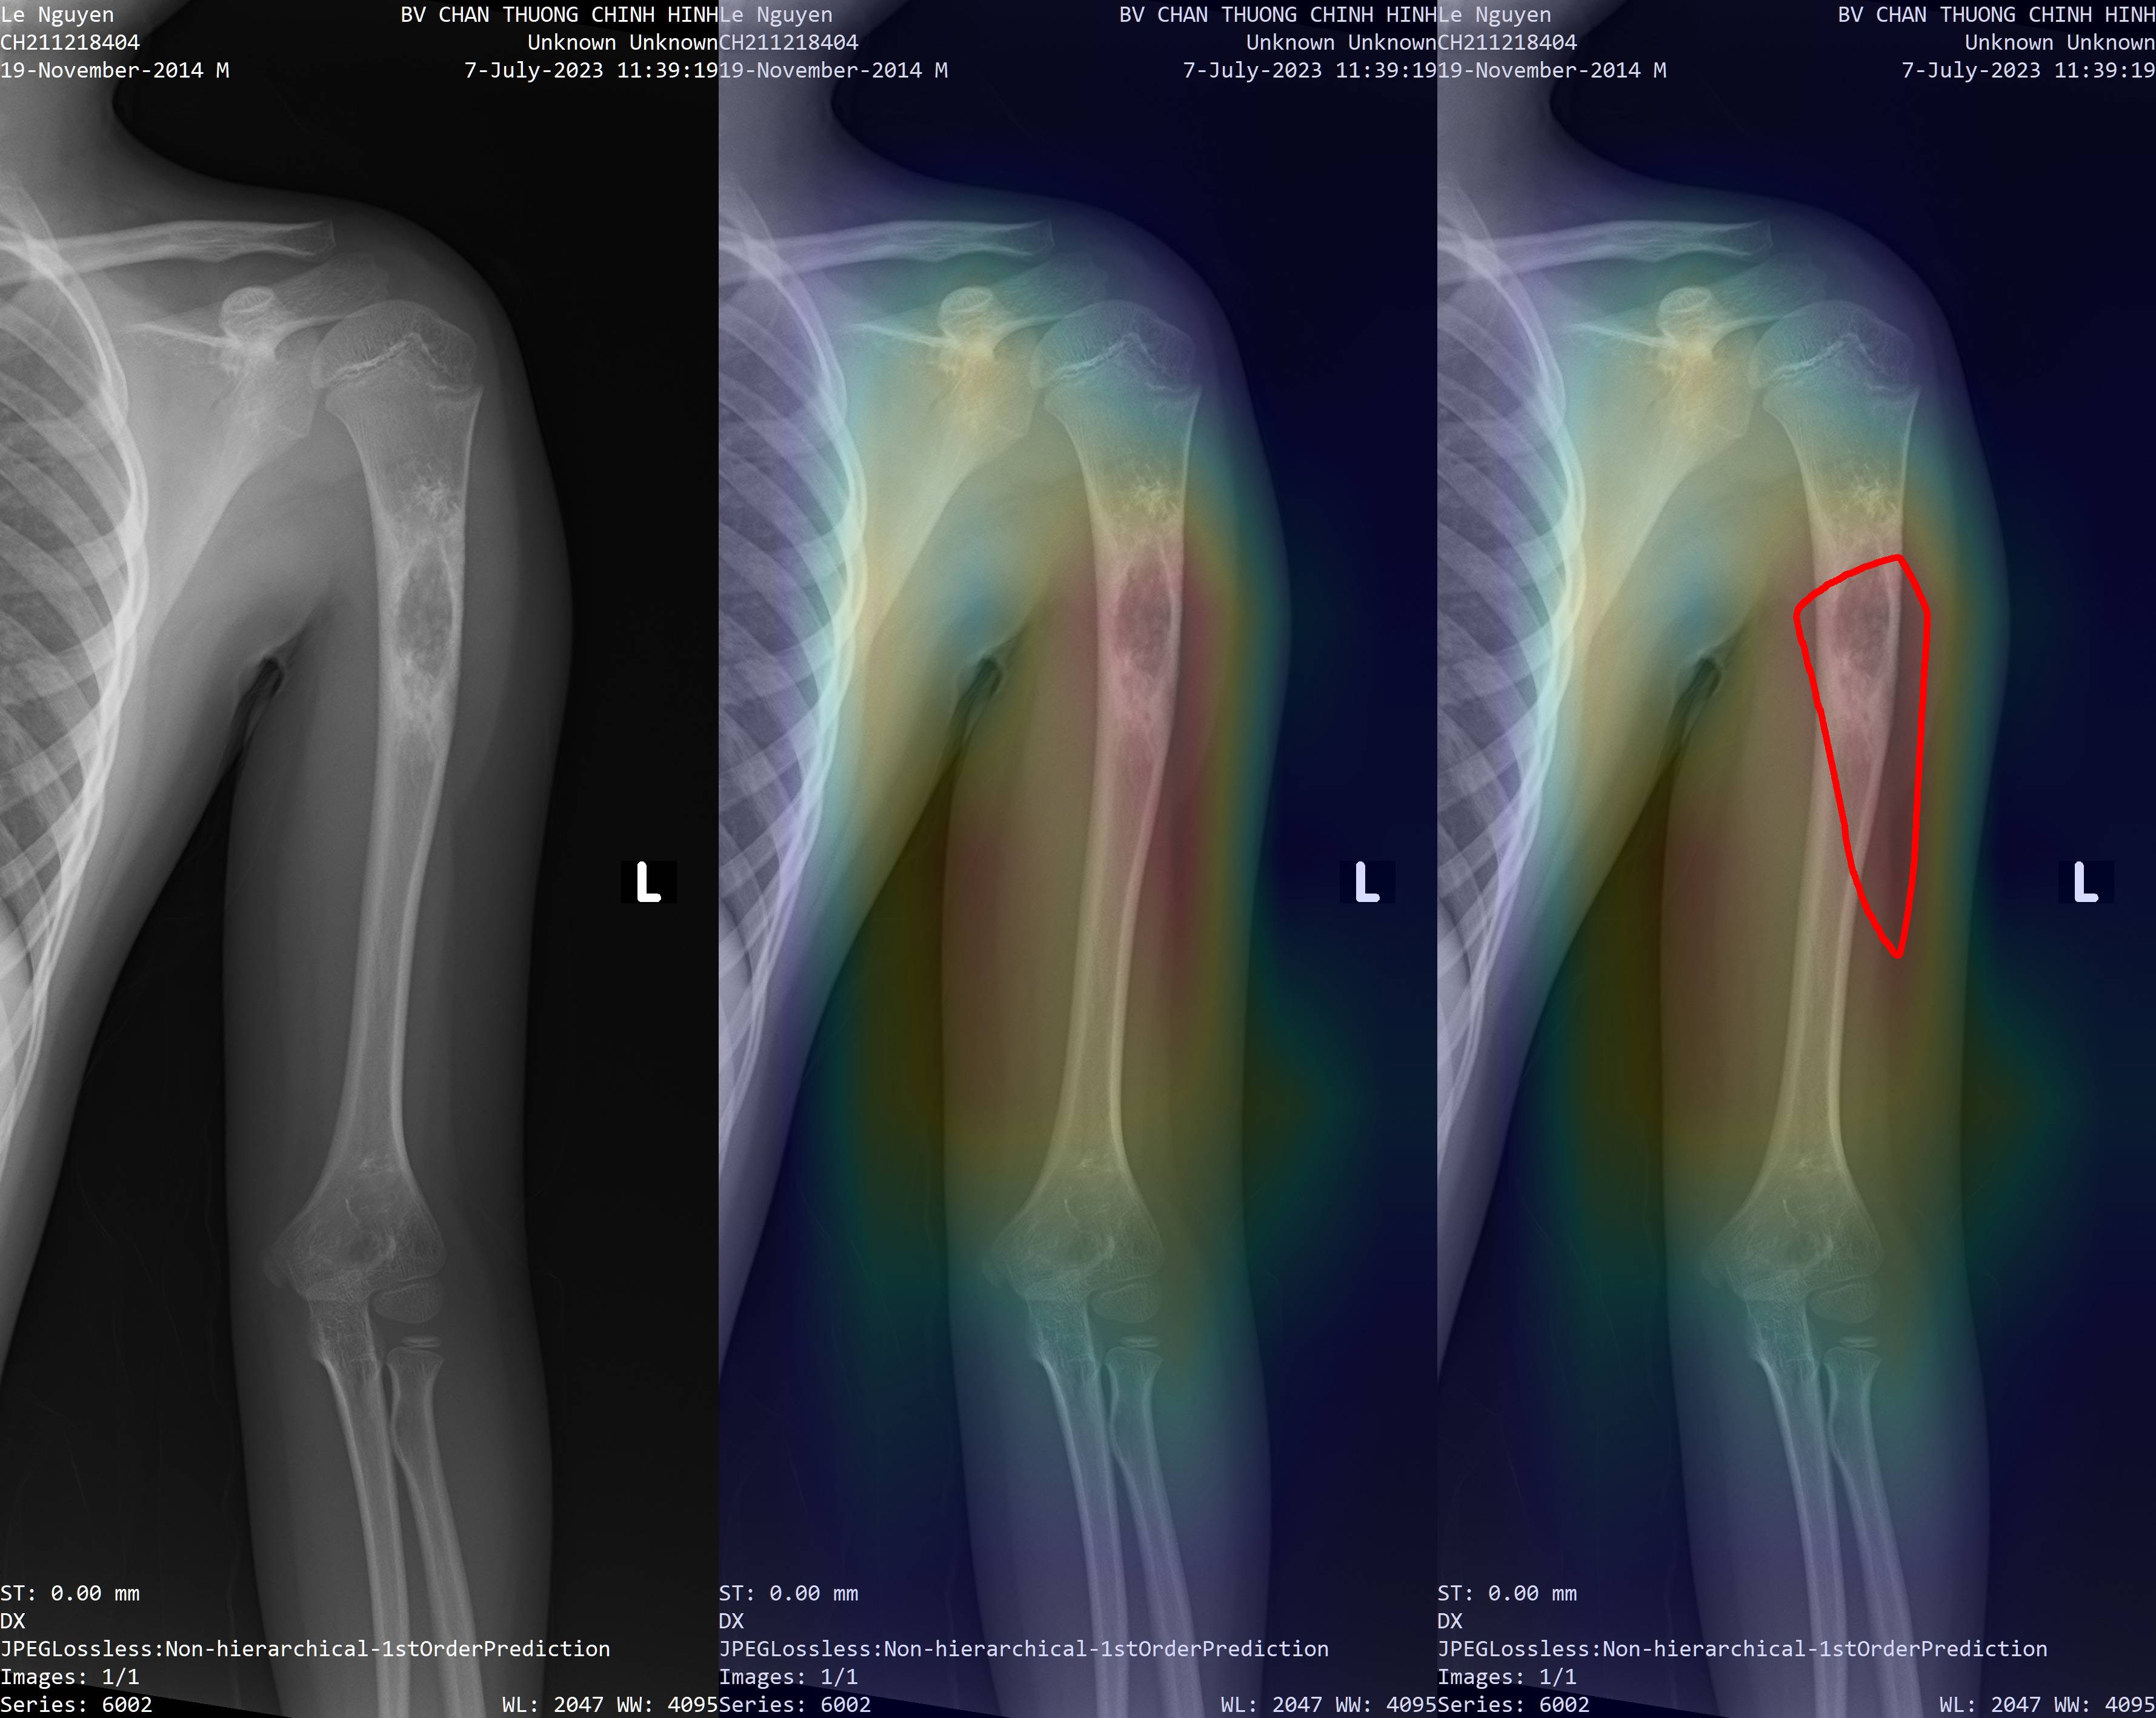 Le Nguyen
CH211218404
19-November-2014 M
BV CHAN THUONG CHINH HINH
Unknown Unknown
7-July-2023 11:39:19
L
ST: 0.00 mm
DX
JPEGLossless:Non-hierarchical-1stOrderPrediction
Images: 1/1
Series: 6002
WL: 2047 WW: 4095
Le Nguyen
CH211218404
19-November-2014 M
BV CHAN THUONG CHINH HINH
Unknown Unknown
7-July-2023 11:39:19
L
ST: 0.00 mm
DX
JPEGLossless:Non-hierarchical-1stOrderPrediction
Images: 1/1
Series: 6002
WL: 2047 WW: 4095
Le Nguyen
CH211218404
19-November-2014 M
BV CHAN THUONG CHINH HINH
Unknown Unknown
7-July-2023 11:39:19
L
ST: 0.00 mm
DX
JPEGLossless:Non-hierarchical-1stOrderPrediction
Images: 1/1
Series: 6002
WL: 2047 WW: 4095